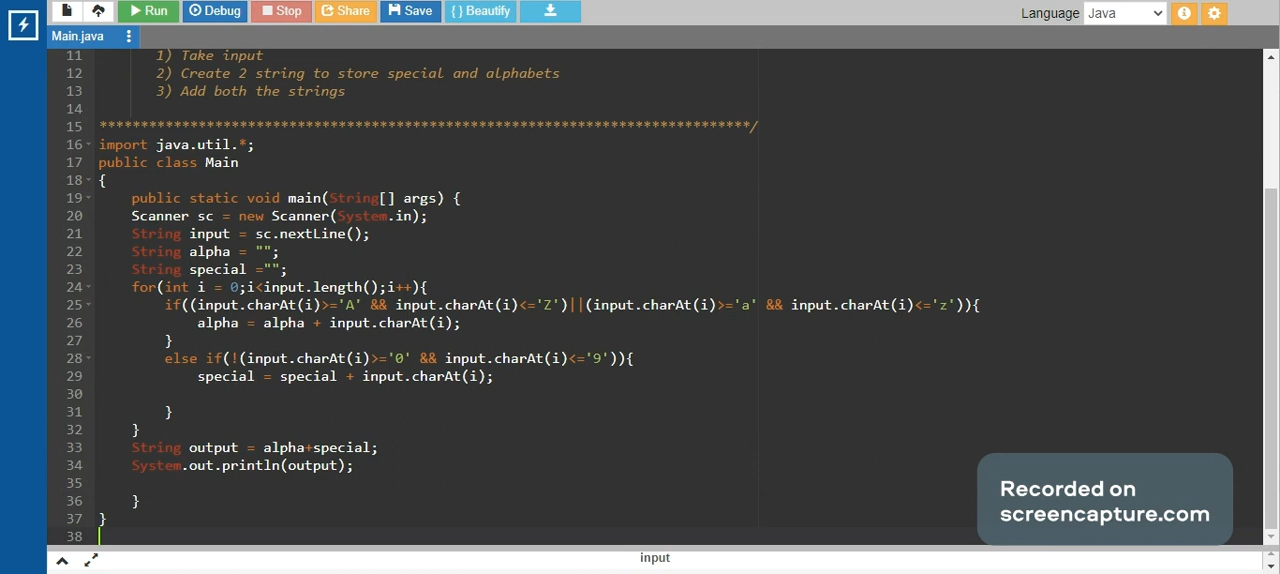 Run Debug Stop Share Save { } Beautify Language Java
Main.java
11 1) Take input
12 2) Create 2 string to store special and alphabets
13 3) Add both the strings
14
15 *******************************************************************************/
16 import java.util.*;
17 public class Main
18 {
19 public static void main(String[] args) {
20 Scanner sc = new Scanner(System.in);
21 String input = sc.nextLine();
22 String alpha = "";
23 String special ="";
24 for(int i = 0;i<input.length();i++){
25 if((input.charAt(i)>='A' && input.charAt(i)<='Z')||(input.charAt(i)>='a' && input.charAt(i)<='z')){
26 alpha = alpha + input.charAt(i);
27 }
28 else if(!(input.charAt(i)>='0' && input.charAt(i)<='9')){
29 special = special + input.charAt(i);
30
31 }
32 }
33 String output = alpha+special;
34 System.out.println(output);
35
36 }
37 }
38
Recorded on
screencapture.com
input